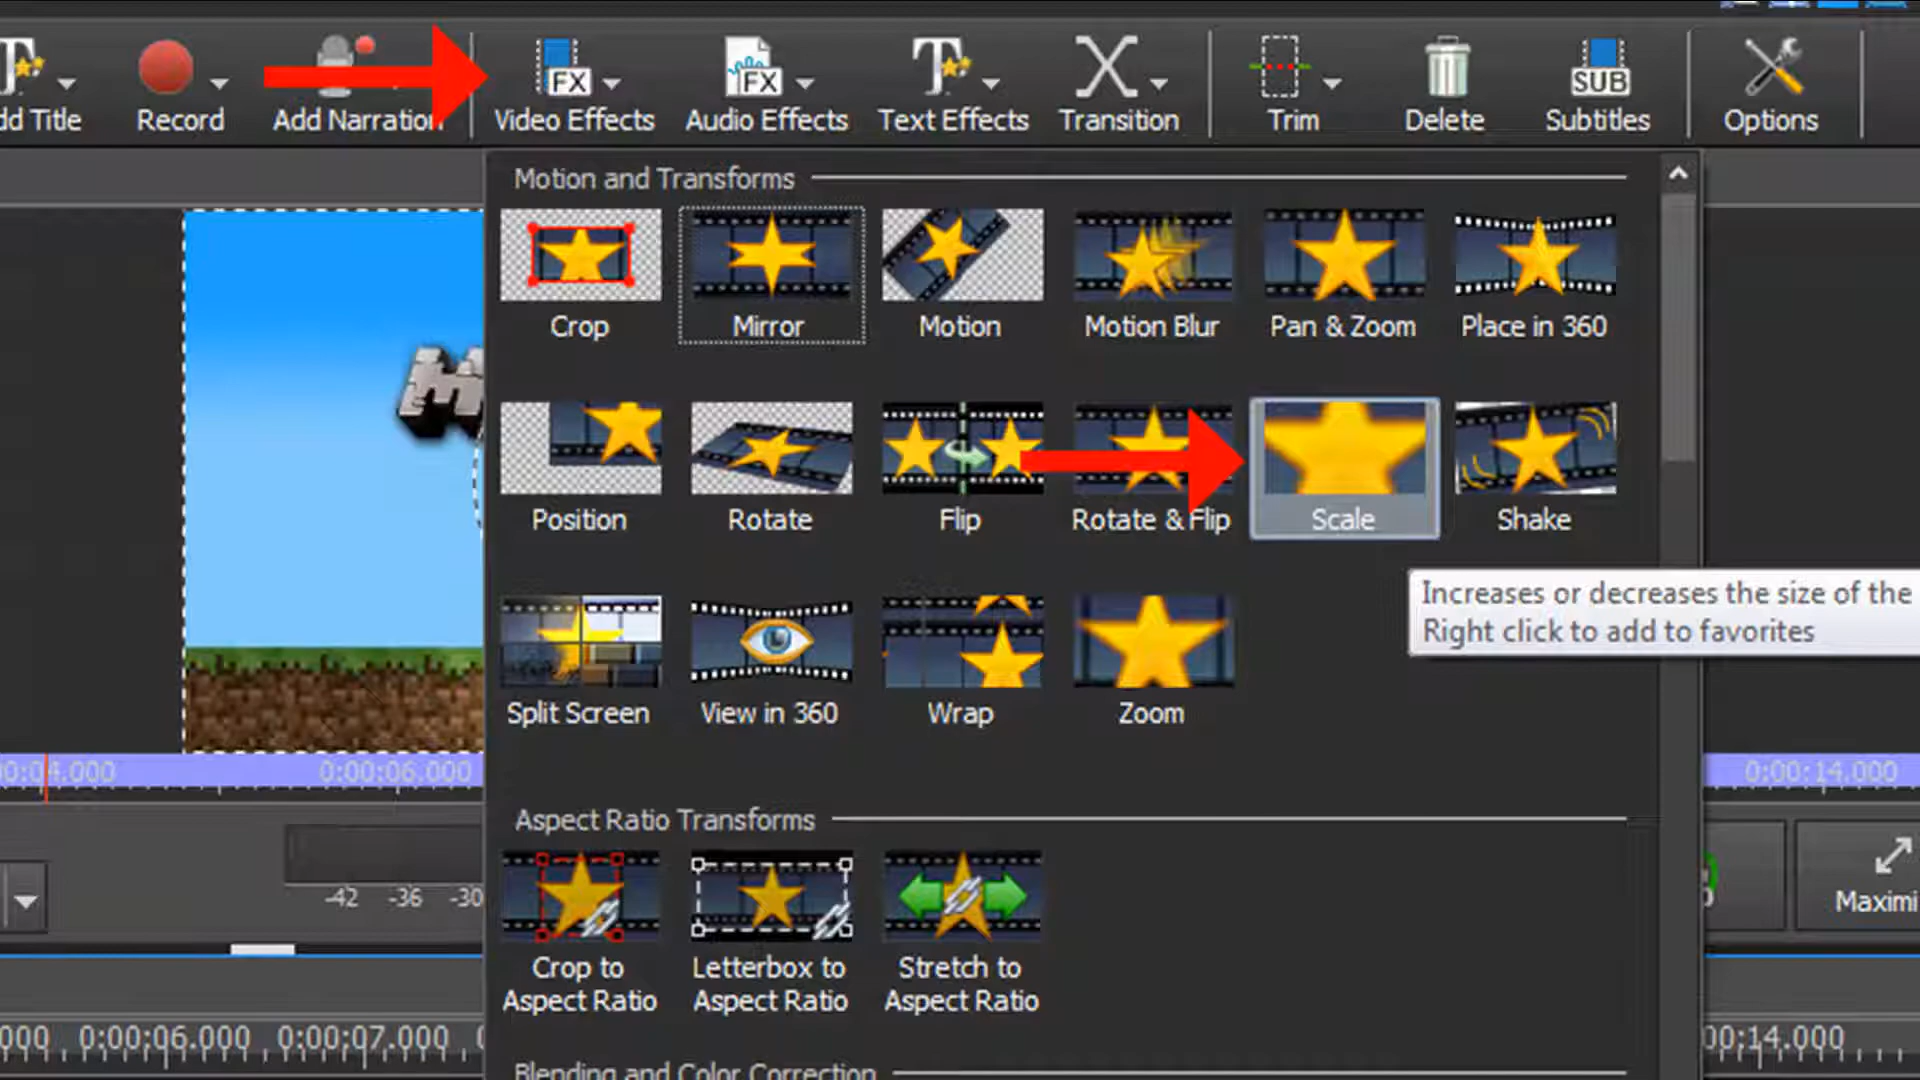 dd Title
Record
Add Narration
FX
Video Effects
FX
Audio Effects
Text Effects
Transition
Trim
Delete
SUB
Subtitles
Options
Motion and Transforms
Crop
Mirror
Motion
Motion Blur
Pan & Zoom
Place in 360
Position
Rotate
Flip
Rotate & Flip
Scale
Shake
Increases or decreases the size of the
Right click to add to favorites
Split Screen
View in 360
Wrap
Zoom
M
00:04.000
0:00:06.000
0:00:14.000
Aspect Ratio Transforms
-42 -36 -30
Maximi
Crop to
Aspect Ratio
Letterbox to
Aspect Ratio
Stretch to
Aspect Ratio
000
0:00:06.000
0:00:07.000
00:14.000
Blending and Color Correction